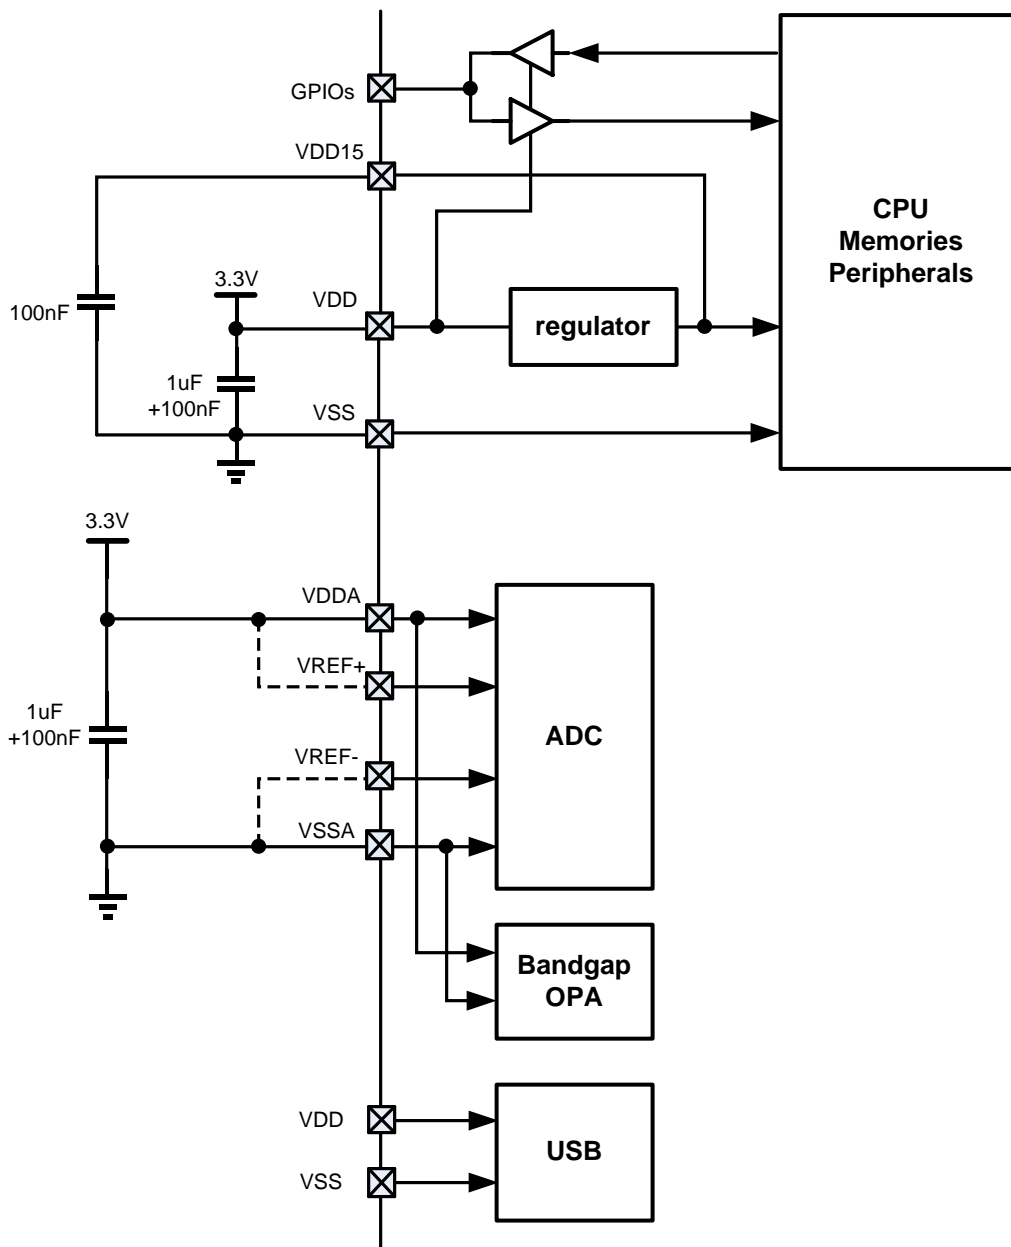 GPIOs
VDD15
CPU
Memories
Peripherals
3.3V
VDD
100nF
regulator
1uF
+100nF
VSS
3.3V
VDDA
VREF+
1uF
+100nF
ADC
VREF-
VSSA
Bandgap
OPA
VDD
USB
VSS